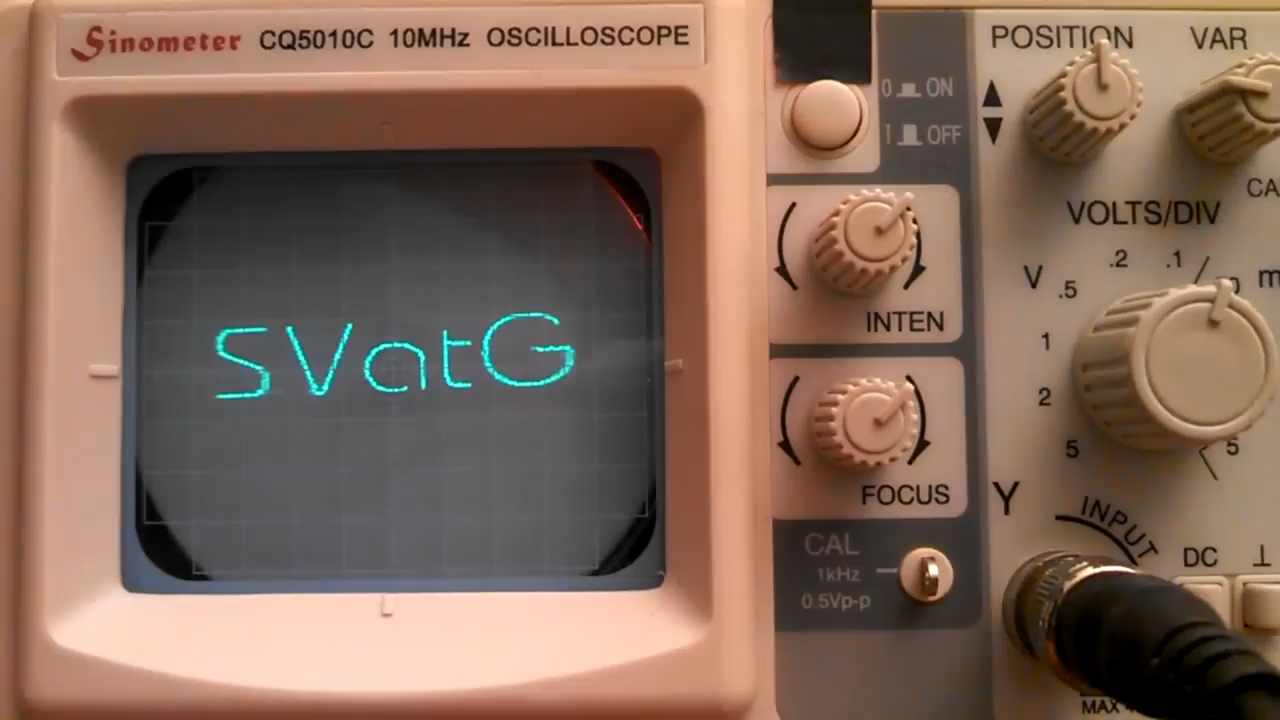 Sinometer CQ5010C 10MHz OSCILLOSCOPE
SVatG
0 ON
1 OFF
INTEN
FOCUS
CAL
1kHz
0.5Vp-p
POSITION VAR
CA
VOLTS/DIV
V .5 .2 .1 m
1
2
5 5
Y INPUT
DC ⊥
MAX